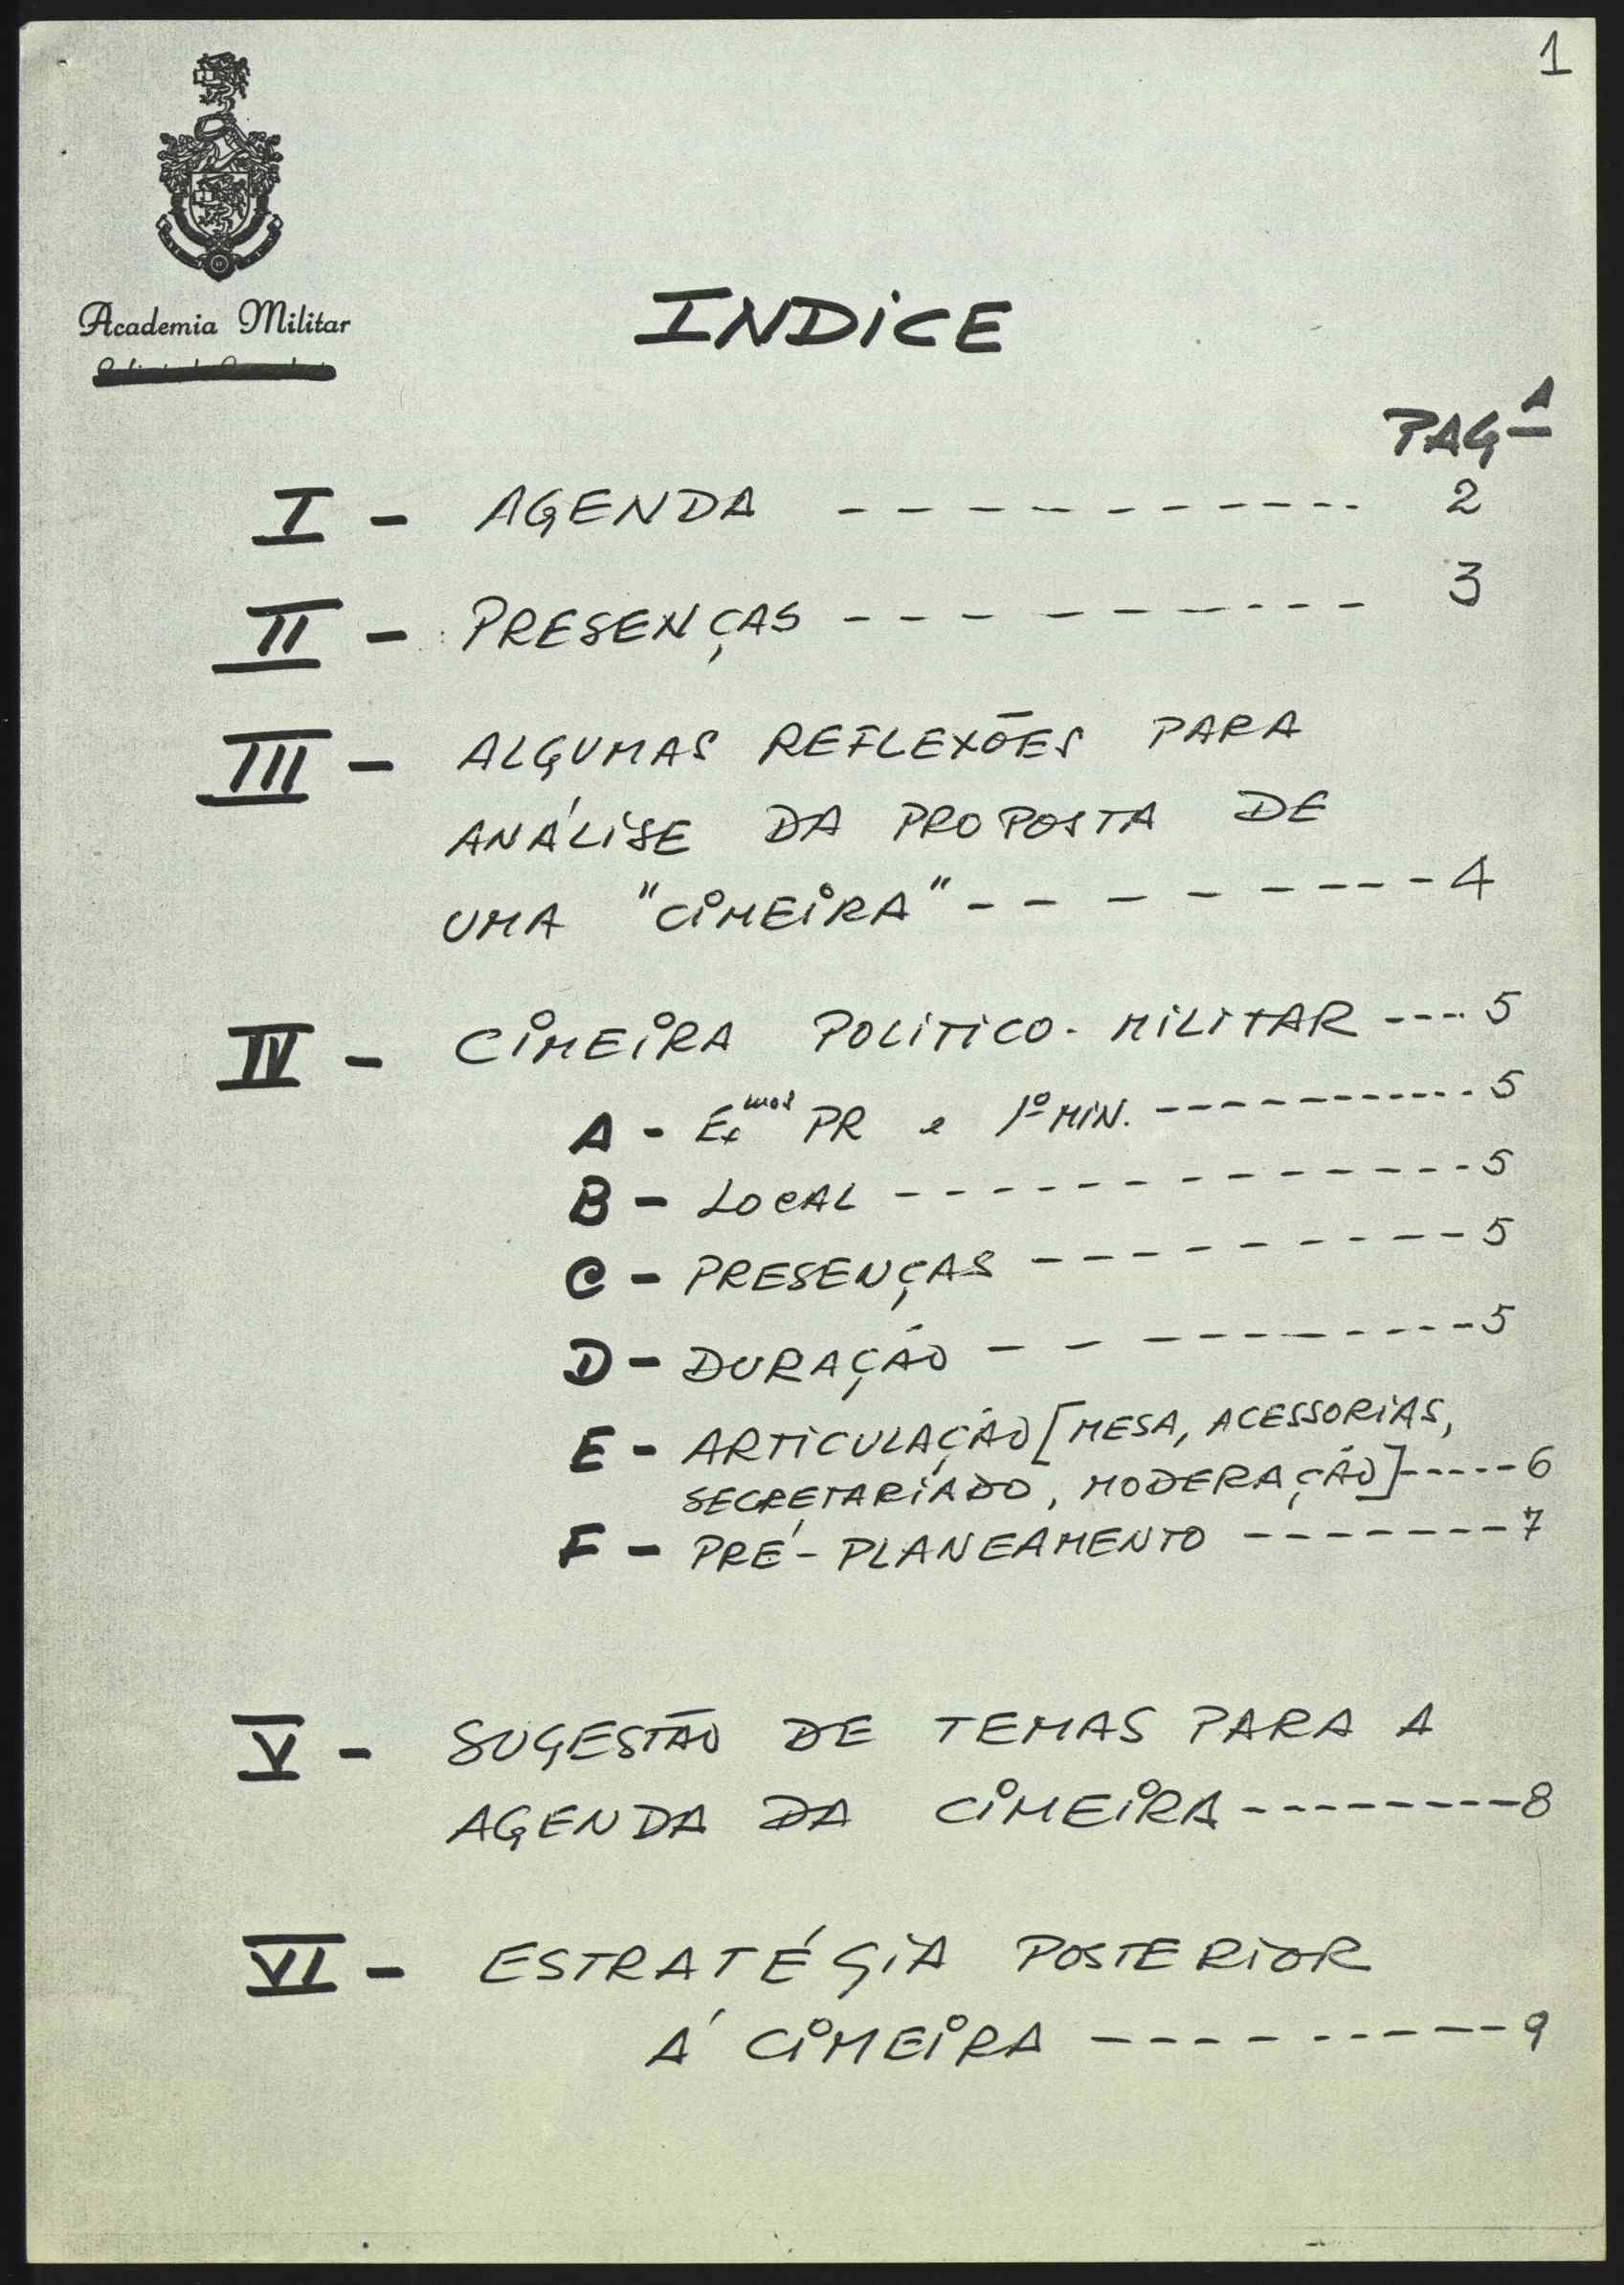 1
Academia Militar
INDICE
PAGA
I - AGENDA ----------- 2
II - PRESENÇAS ---------- 3
III - ALGUMAS REFLEXÕES PARA
ANÁLISE DA PROPOSTA DE
UMA "CIMEIRA" -------- 4
IV - CIMEIRA POLITICO-MILITAR ---- 5
A - Exmos PR e 1º MIN. ----------- 5
B - LOCAL ------------- 5
C - PRESENÇAS ---------- 5
D - DURAÇÃO ---------- 5
E - ARTICULAÇÃO [MESA, ACESSORIAS,
SECRETARIADO, MODERAÇÃO] ----- 6
F - PRÉ-PLANEAMENTO ------- 7
V - SUGESTÃO DE TEMAS PARA A
AGENDA DA CIMEIRA -------- 8
VI - ESTRATÉGIA POSTERIOR
Á CIMEIRA --------- 9